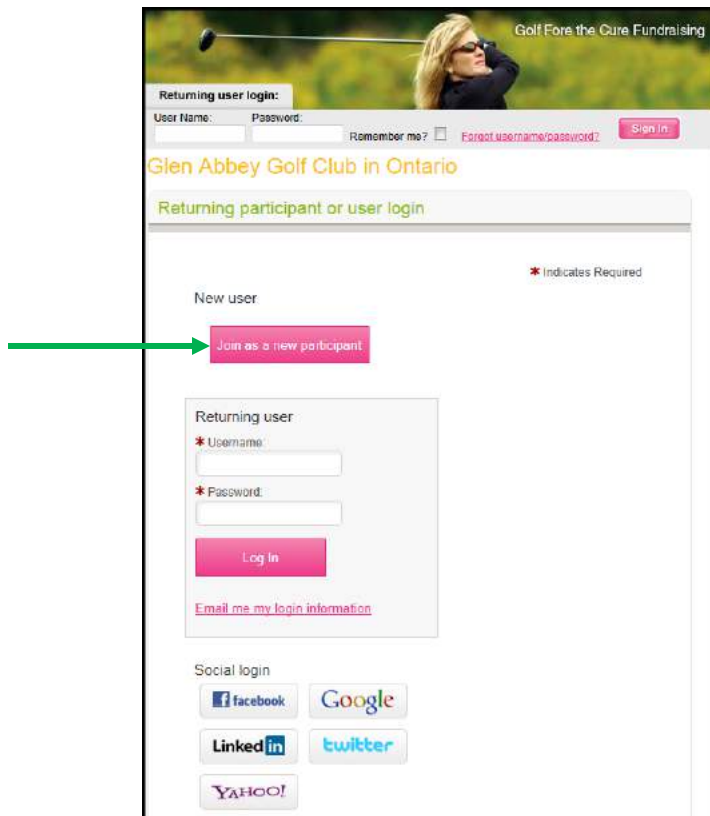 Golf Fore the Cure Fundraising
Returning user login:
User Name: Password:
Remember me? Forgot username/password? Sign In
Glen Abbey Golf Club in Ontario
Returning participant or user login
* Indicates Required
New user
Join as a new participant
Returning user
* Username:
* Password:
Log In
Email me my login information
Social login
facebook Google
Linked in twitter
YAHOO!